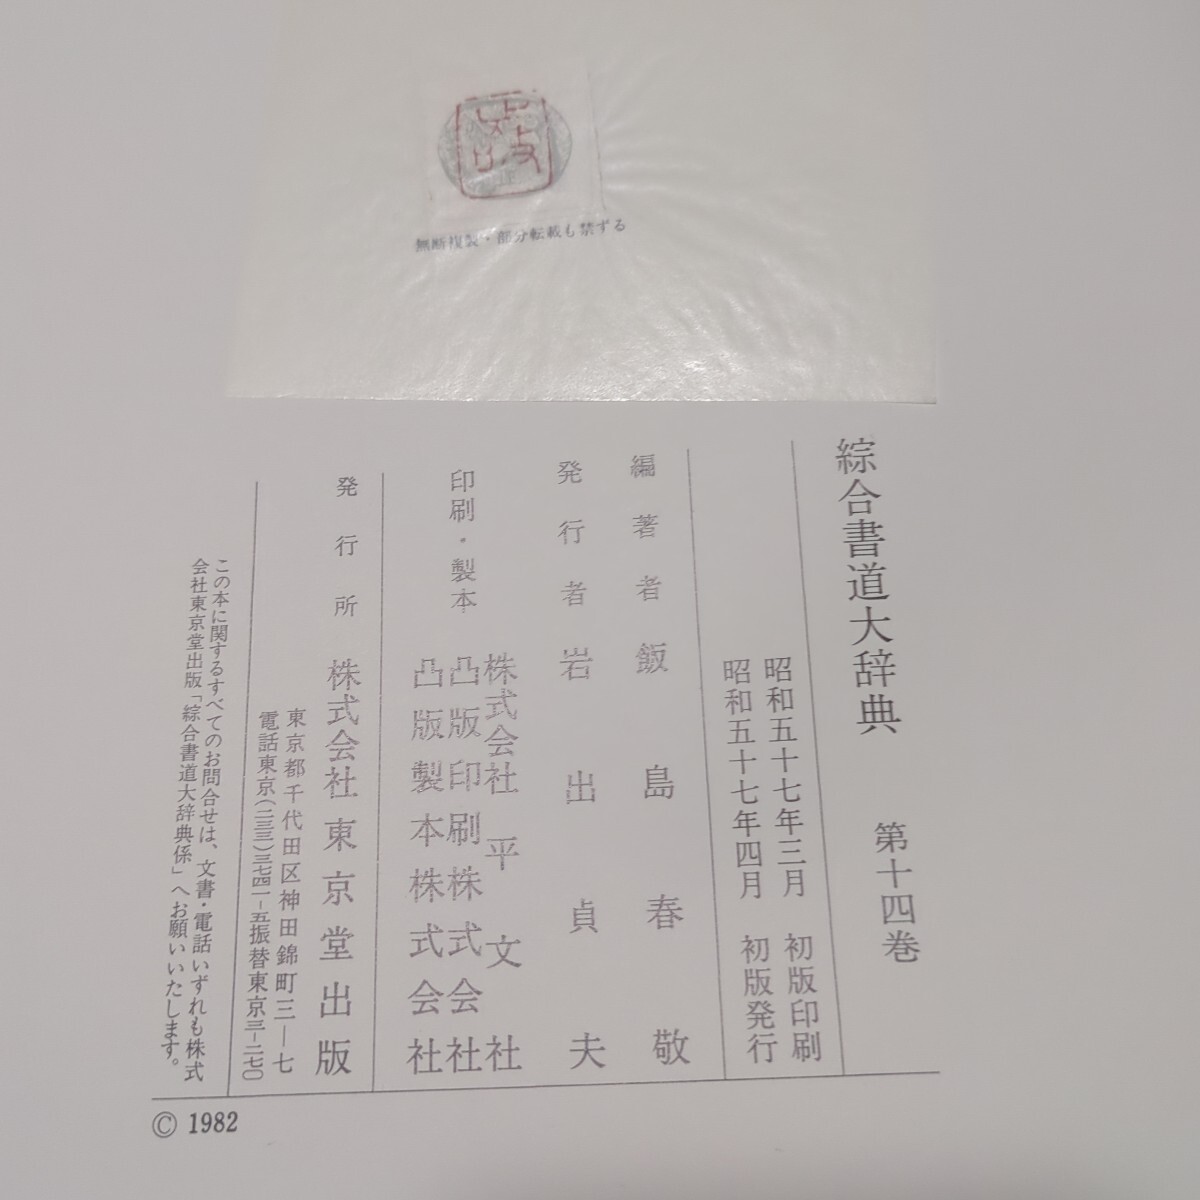 無断複製・部分転載も禁ずる
綜合書道大辞典 第十四巻
昭和五十七年三月 初版印刷
昭和五十七年四月 初版発行
編著者 飯島春敬
発行者 岩出貞夫
印刷・製本
株式会社 平文社
凸版印刷株式会社
凸版製本株式会社
発行所 株式会社 東京堂出版
東京都千代田区神田錦町三―七
電話東京(二三三)三七四一-五振替東京三-二七〇
この本に関するすべてのお問合せは、文書・電話いずれも株式
会社東京堂出版「綜合書道大辞典係」へお願いいたします。
© 1982